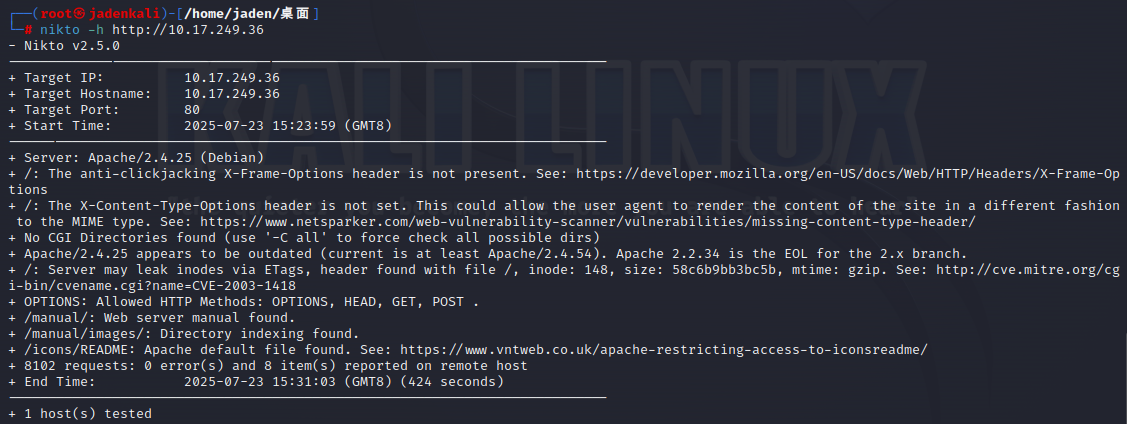 ┌──(root㉿jadenkali)-[/home/jaden/桌面]
└─# nikto -h http://10.17.249.36
- Nikto v2.5.0
---------------------------------------------------------------------------
+ Target IP:          10.17.249.36
+ Target Hostname:    10.17.249.36
+ Target Port:        80
+ Start Time:         2025-07-23 15:23:59 (GMT8)
---------------------------------------------------------------------------
+ Server: Apache/2.4.25 (Debian)
+ /: The anti-clickjacking X-Frame-Options header is not present. See: https://developer.mozilla.org/en-US/docs/Web/HTTP/Headers/X-Frame-Op
tions
+ /: The X-Content-Type-Options header is not set. This could allow the user agent to render the content of the site in a different fashion
 to the MIME type. See: https://www.netsparker.com/web-vulnerability-scanner/vulnerabilities/missing-content-type-header/
+ No CGI Directories found (use '-C all' to force check all possible dirs)
+ Apache/2.4.25 appears to be outdated (current is at least Apache/2.4.54). Apache 2.2.34 is the EOL for the 2.x branch.
+ /: Server may leak inodes via ETags, header found with file /, inode: 148, size: 58c6b9bb3bc5b, mtime: gzip. See: http://cve.mitre.org/cg
i-bin/cvename.cgi?name=CVE-2003-1418
+ OPTIONS: Allowed HTTP Methods: OPTIONS, HEAD, GET, POST .
+ /manual/: Web server manual found.
+ /manual/images/: Directory indexing found.
+ /icons/README: Apache default file found. See: https://www.vntweb.co.uk/apache-restricting-access-to-iconsreadme/
+ 8102 requests: 0 error(s) and 8 item(s) reported on remote host
+ End Time:           2025-07-23 15:31:03 (GMT8) (424 seconds)
---------------------------------------------------------------------------
+ 1 host(s) tested
KALI LINUX